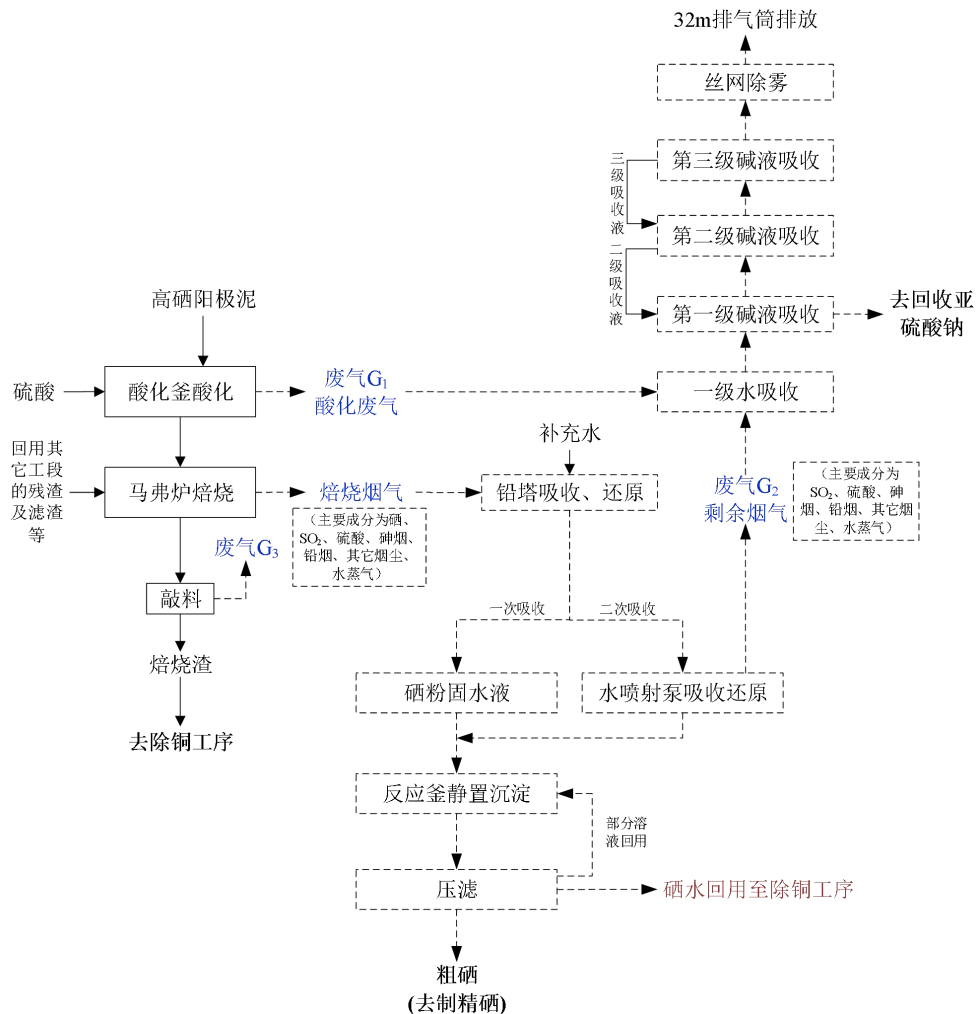 32m排气筒排放
丝网除雾
第三级碱液吸收
三级吸收液
第二级碱液吸收
二级吸收液
高硒阳极泥
第一级碱液吸收
去回收亚
硫酸钠
硫酸
酸化釜酸化
废气G₁
酸化废气
一级水吸收
补充水
回用其
它工段
的残渣
及滤渣
等
马弗炉焙烧
焙烧烟气
铅塔吸收、还原
废气G₂
剩余烟气
（主要成分为
SO₂、硫酸、砷
烟、铅烟、其它烟
尘、水蒸气）
（主要成分为硒、
SO₂、硫酸、砷烟、
铅烟、其它烟尘、
水蒸气）
废气G₃
敲料
一次吸收
二次吸收
焙烧渣
硒粉固水液
水喷射泵吸收还原
去除铜工序
反应釜静置沉淀
部分溶
液回用
压滤
硒水回用至除铜工序
粗硒
(去制精硒)